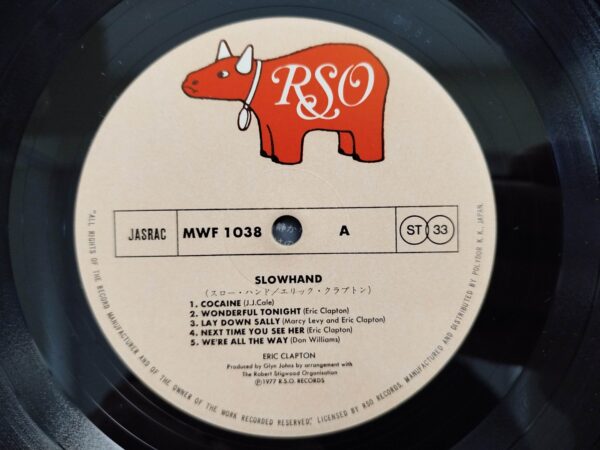 RSO
JASRAC MWF 1038 A ST 33
SLOWHAND
(スロー・ハンド/エリック・クラプトン)
1. COCAINE (J.J.Cole)
2. WONDERFUL TONIGHT (Eric Clapton)
3. LAY DOWN SALLY (Marcy Levy and Eric Clapton)
4. NEXT TIME YOU SEE HER (Eric Clapton)
5. WE'RE ALL THE WAY (Don Williams)
ERIC CLAPTON
Produced by Glyn Johns by arrangement with
The Robert Stigwood Organisation
℗1977 R.S.O. RECORDS
"ALL RIGHTS OF THE RECORD MANUFACTURER AND OF THE OWNER OF THE WORK RECORDED RESERVED", LICENSED BY RSO RECORDS, MANUFACTURED AND DISTRIBUTED BY POLYDOR K.K., JAPAN.